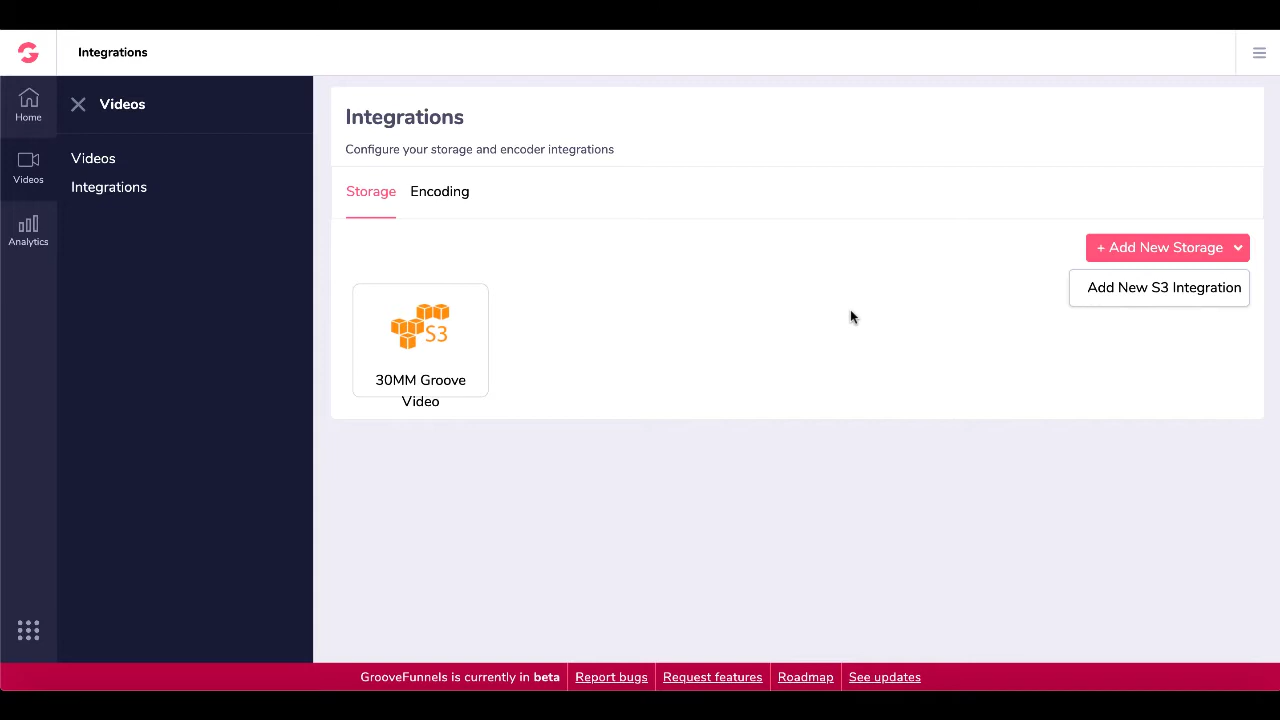 Integrations
Home
Videos
Analytics
Videos
Videos
Integrations
Integrations
Configure your storage and encoder integrations
Storage
Encoding
+ Add New Storage
Add New S3 Integration
S3
30MM Groove
Video
GrooveFunnels is currently in beta
Report bugs
Request features
Roadmap
See updates